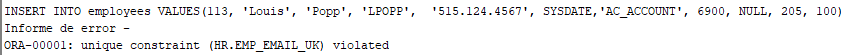 INSERT INTO employees VALUES(113, 'Louis', 'Popp', 'LPOPP',  '515.124.4567', SYSDATE,'AC_ACCOUNT', 6900, NULL, 205, 100)
Informe de error -
ORA-00001: unique constraint (HR.EMP_EMAIL_UK) violated